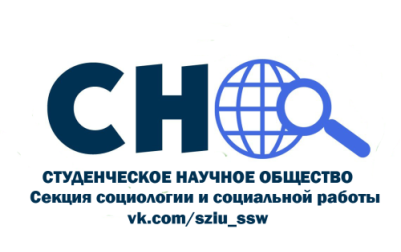 СНО
СТУДЕНЧЕСКОЕ НАУЧНОЕ ОБЩЕСТВО
Секция социологии и социальной работы
vk.com/sziu_ssw